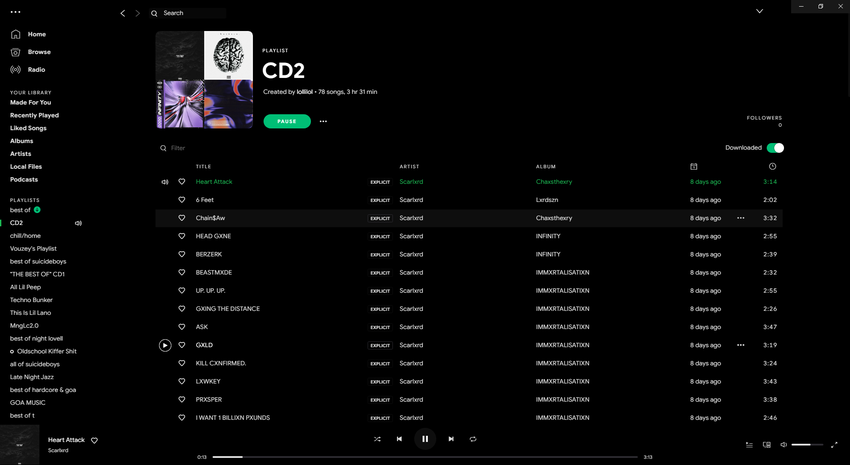 Search
Home
Browse
Radio
YOUR LIBRARY
Made For You
Recently Played
Liked Songs
Albums
Artists
Local Files
Podcasts
PLAYLISTS
best of
CD2
chill/home
Vouzey's Playlist
best of suicideboys
"THE BEST OF" CD1
All Lil Peep
Techno Bunker
This Is Lil Lano
MngLc2.0
best of night lovell
Oldschool Kiffer Shit
all of suicideboys
Late Night Jazz
best of hardcore & goa
GOA MUSIC
best of t
PLAYLIST
CD2
Created by • 78 songs, 3 hr 31 min
PAUSE
FOLLOWERS
0
Filter
Downloaded
TITLE ARTIST ALBUM
Heart Attack EXPLICIT Scarlxrd Chaxsthexry 8 days ago 3:14
6 Feet EXPLICIT Scarlxrd Lxrdszn 8 days ago 2:02
Chain$Aw EXPLICIT Scarlxrd Chaxsthexry 8 days ago 3:32
HEAD GXNE EXPLICIT Scarlxrd INFINITY 8 days ago 2:55
BERZERK EXPLICIT Scarlxrd INFINITY 8 days ago 2:39
BEASTMXDE EXPLICIT Scarlxrd IMMXRTALISATIXN 8 days ago 2:32
UP, UP, UP. EXPLICIT Scarlxrd IMMXRTALISATIXN 8 days ago 2:55
GXING THE DISTANCE EXPLICIT Scarlxrd IMMXRTALISATIXN 8 days ago 2:26
ASK EXPLICIT Scarlxrd IMMXRTALISATIXN 8 days ago 3:47
GXLD EXPLICIT Scarlxrd IMMXRTALISATIXN 8 days ago 3:19
KILL CXNFIRMED. EXPLICIT Scarlxrd IMMXRTALISATIXN 8 days ago 3:24
LXWKEY EXPLICIT Scarlxrd IMMXRTALISATIXN 8 days ago 3:43
PRXSPER EXPLICIT Scarlxrd IMMXRTALISATIXN 8 days ago 3:38
I WANT 1 BILLIXN PXUNDS EXPLICIT Scarlxrd IMMXRTALISATIXN 8 days ago 2:46
Heart Attack
Scarlxrd
0:13
3:13